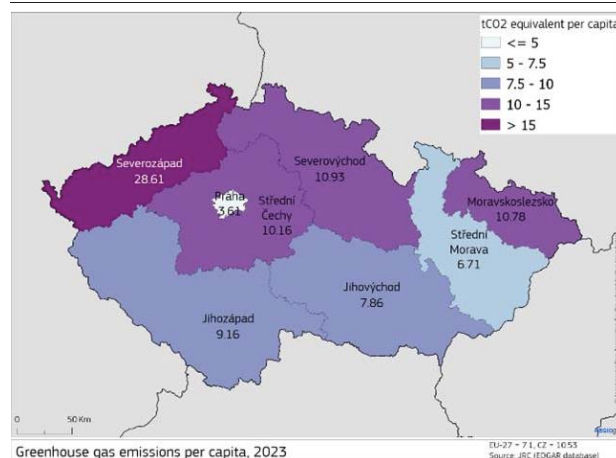 tCO2 equivalent per capita
<= 5
5 - 7.5
7.5 - 10
10 - 15
> 15
Severozápad
28.61
Praha
3.61
Střední
Čechy
10.16
Severovýchod
10.93
Moravskoslezsko
10.78
Střední
Morava
6.71
Jihozápad
9.16
Jihovýchod
7.86
0 50 Km
Greenhouse gas emissions per capita, 2023
EU-27 = 7.1, CZ = 10.53
Source: JRC (EDGAR database)